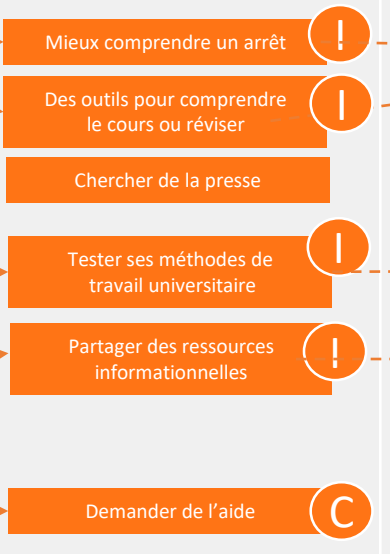 Mieux comprendre un arrêt
!
Des outils pour comprendre
le cours ou réviser
I
Chercher de la presse
Tester ses méthodes de
travail universitaire
I
Partager des ressources
informationnelles
!
Demander de l’aide
C